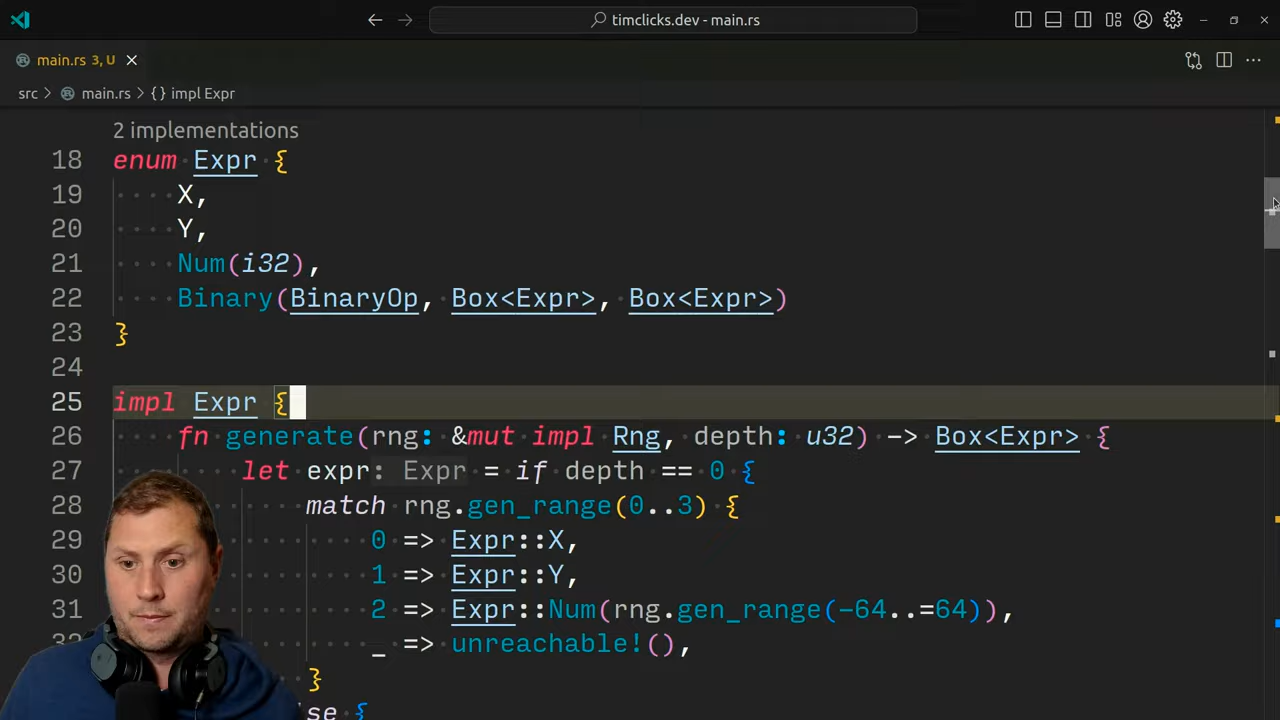 timclicks.dev - main.rs
main.rs 3, U
src > main.rs > {} impl Expr
2 implementations
18 enum Expr {
19 ····X,
20 ····Y,
21 ····Num(i32),
22 ····Binary(BinaryOp, Box<Expr>, Box<Expr>)
23 }
24
25 impl Expr {
26 ····fn generate(rng: &mut impl Rng, depth: u32) -> Box<Expr> {
27 let expr: Expr = if depth == 0 {
28 match rng.gen_range(0..3) {
29 0 => Expr::X,
30 1 => Expr::Y,
31 2 => Expr::Num(rng.gen_range(-64..=64)),
_ => unreachable!(),
}
{